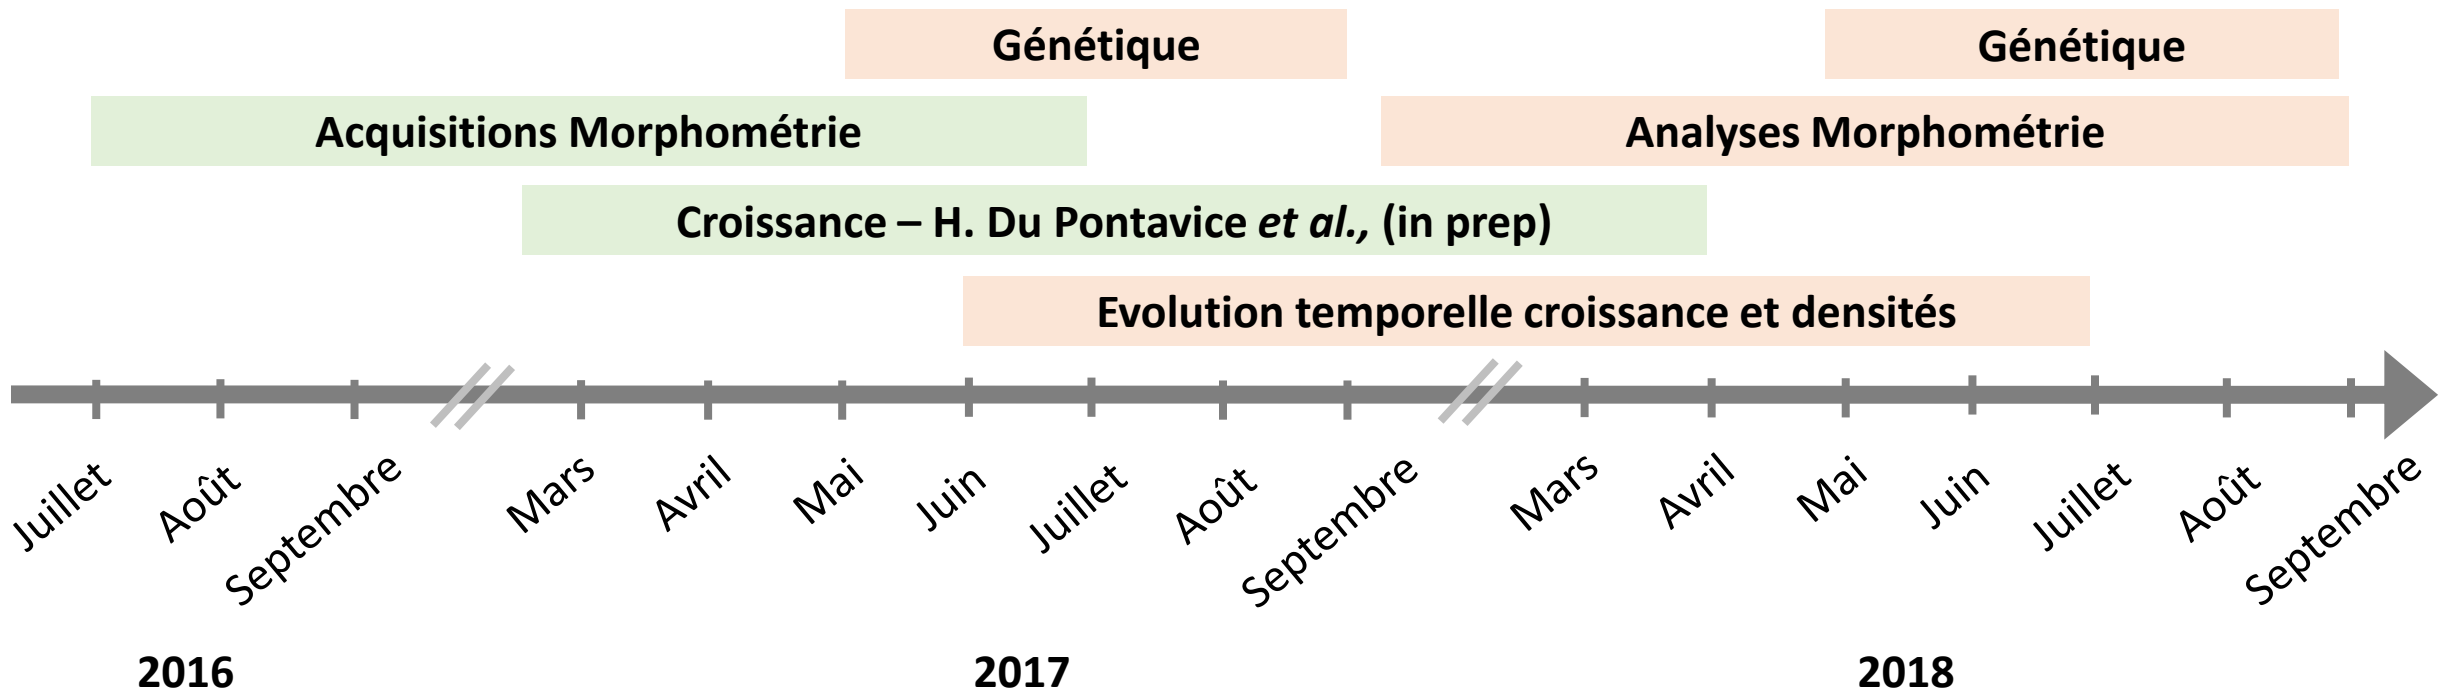 Génétique
Génétique
Acquisitions Morphométrie
Analyses Morphométrie
Croissance – H. Du Pontavice et al., (in prep)
Evolution temporelle croissance et densités
Juillet
Août
Septembre
Mars
Avril
Mai
Juin
Juillet
Août
Septembre
Mars
Avril
Mai
Juin
Juillet
Août
Septembre
2016
2017
2018